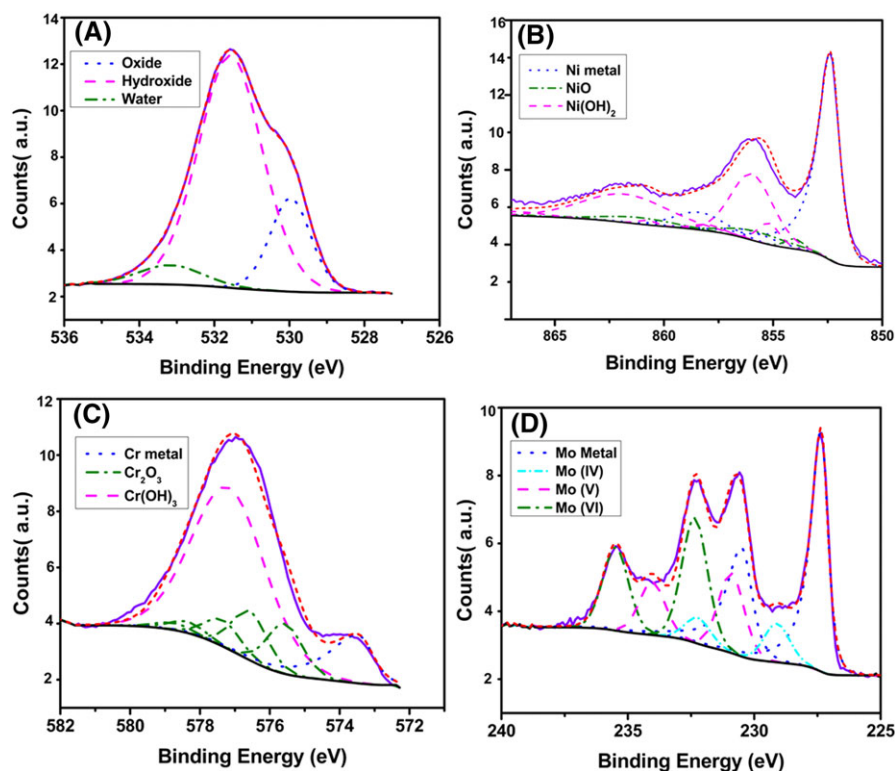 (A)
Oxide
Hydroxide
Water
14
12
10
8
6
4
2
Counts( a.u.)
536 534 532 530 528 526
Binding Energy (eV)
(B)
Ni metal
NiO
Ni(OH)2
16
14
12
10
8
6
4
2
Counts( a.u.)
865 860 855 850
Binding Energy (eV)
(C)
Cr metal
Cr2O3
Cr(OH)3
12
10
8
6
4
2
Counts( a.u.)
582 580 578 576 574 572
Binding Energy (eV)
(D)
Mo Metal
Mo (IV)
Mo (V)
Mo (VI)
10
8
6
4
2
Counts( a.u.)
240 235 230 225
Binding Energy (eV)